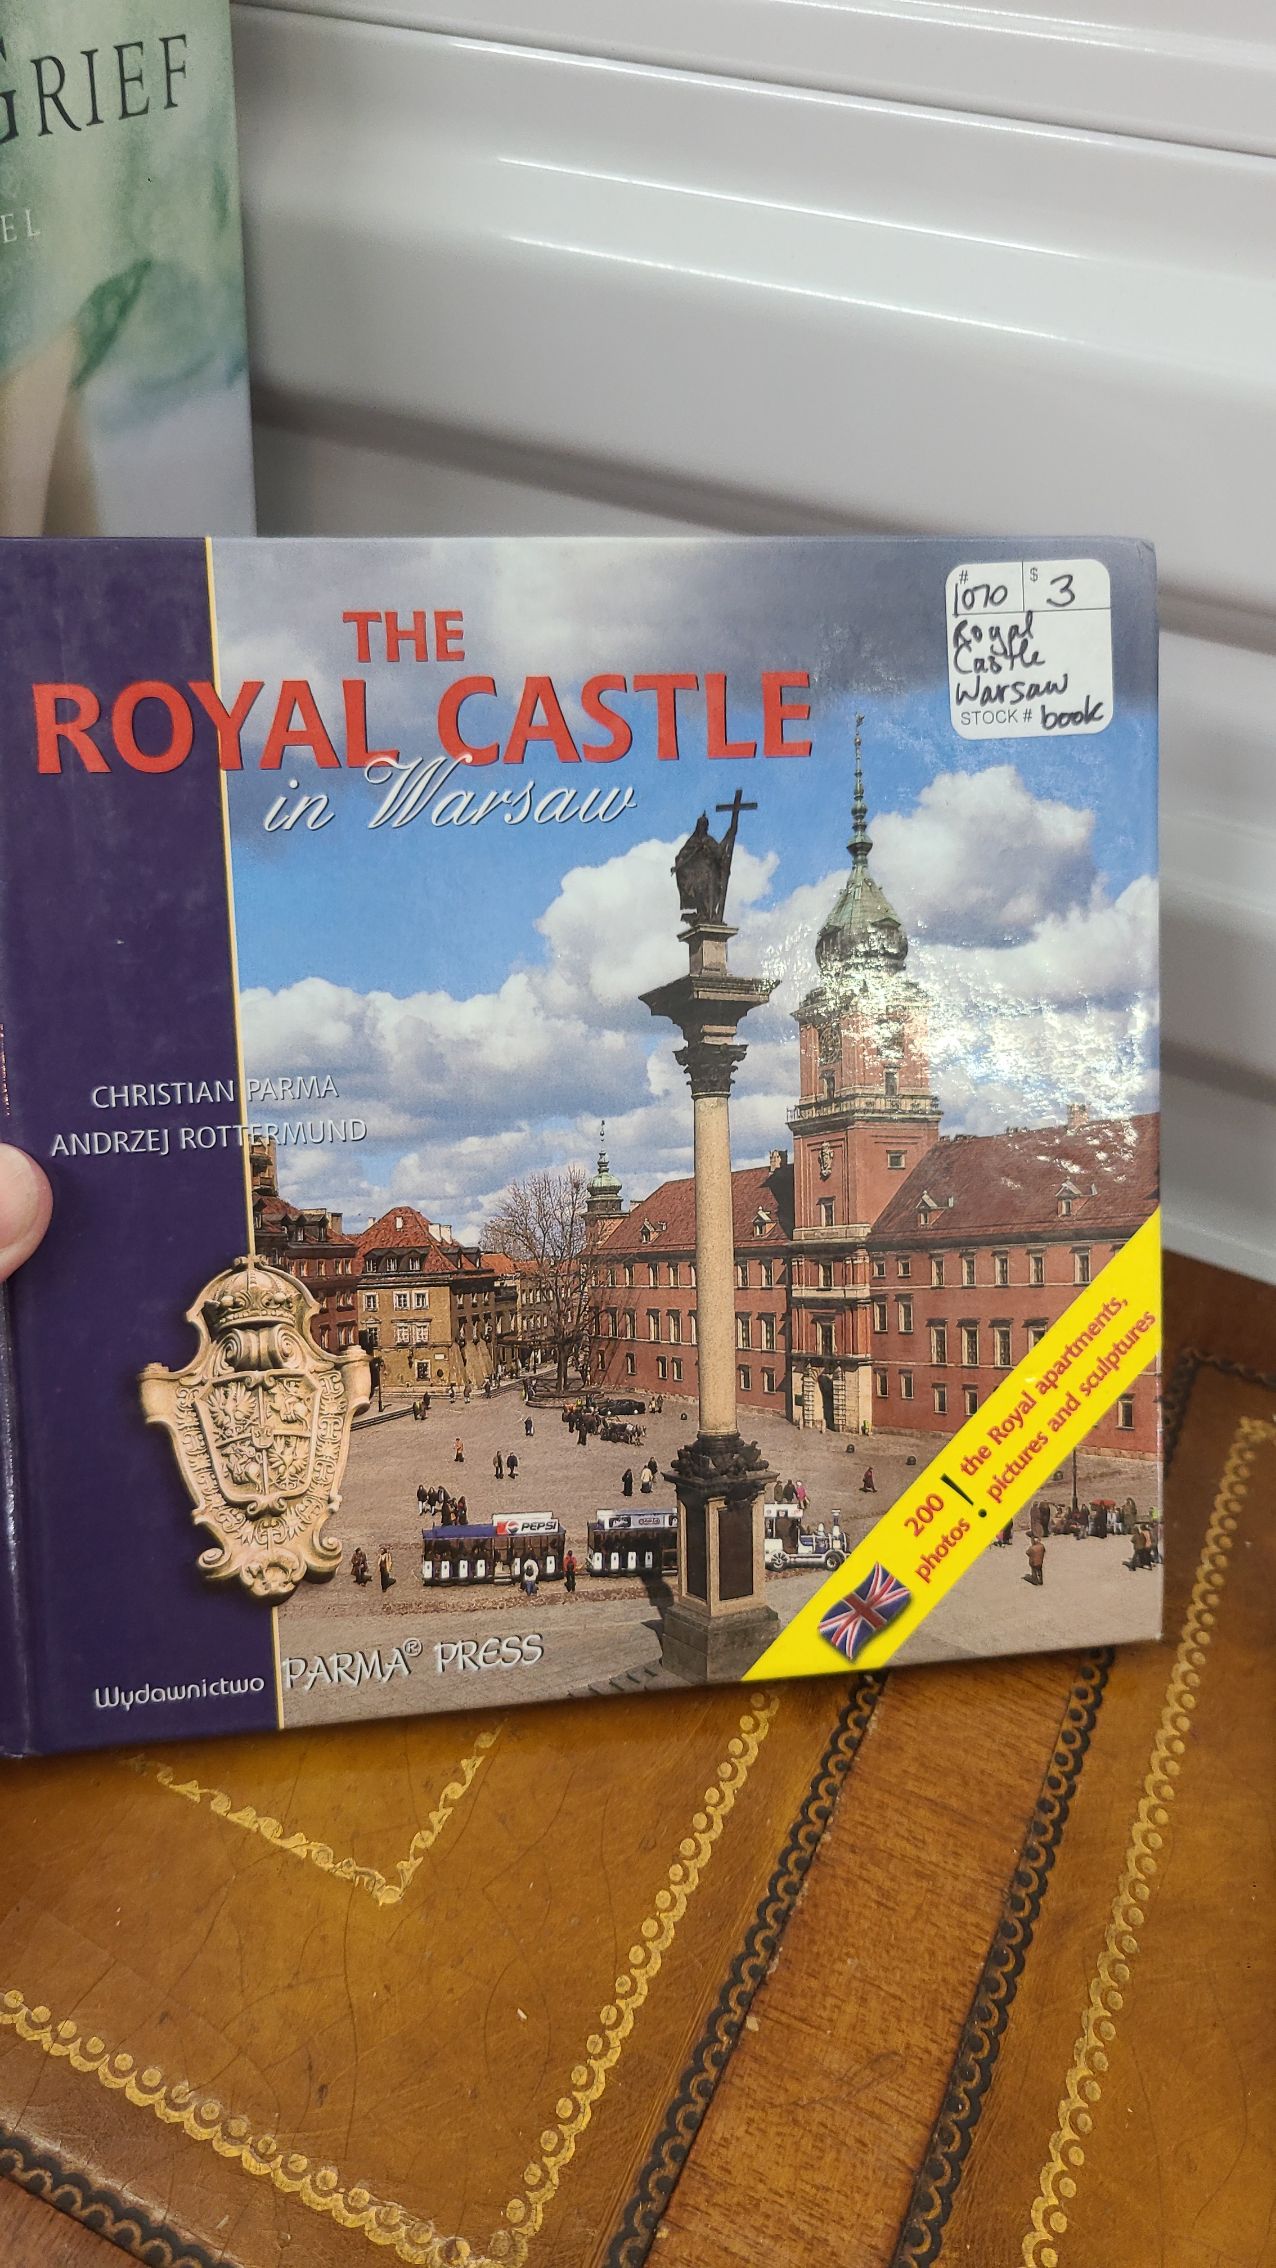 GRIEF
EL
THE
ROYAL CASTLE
in Warsaw
# 1070 $ 3
Royal
Castle
Warsaw
STOCK # book
CHRISTIAN PARMA
ANDRZEJ ROTTERMUND
PEPSI
200
photos
!
the Royal apartments,
pictures and sculptures
Wydawnictwo PARMA® PRESS